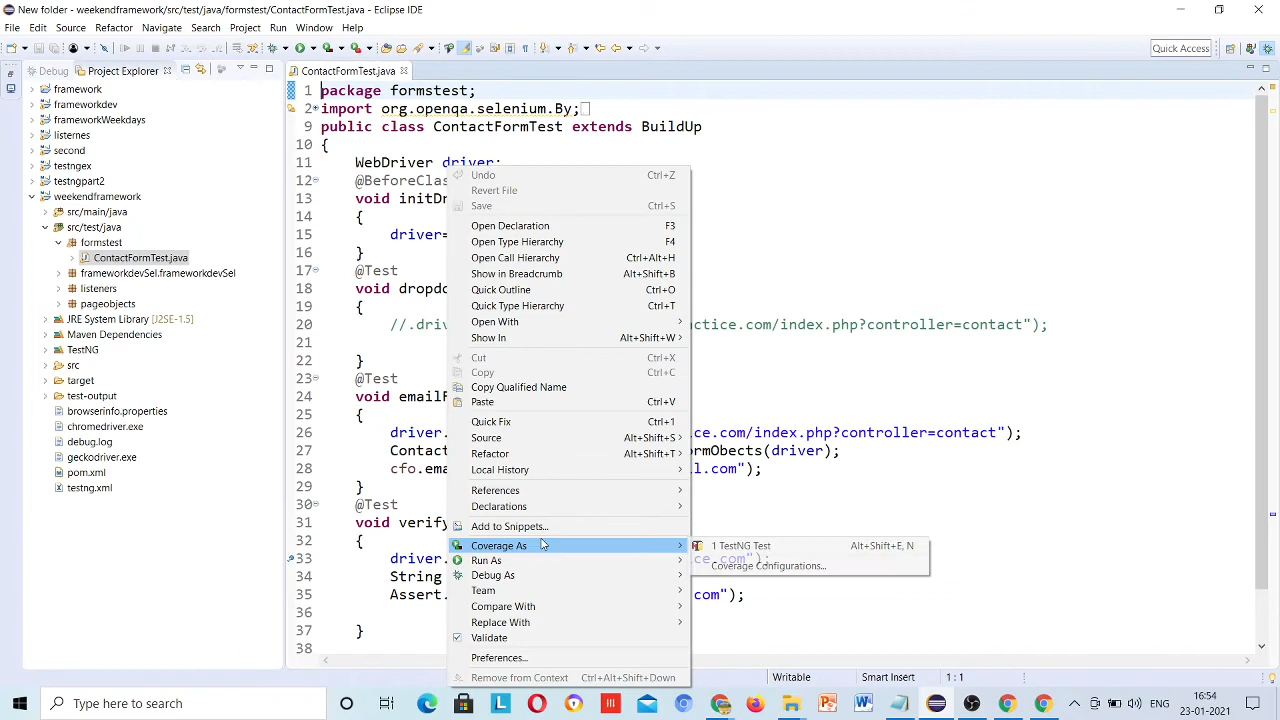 New folder - weekendframework/src/test/java/formstest/ContactFormTest.java - Eclipse IDE
File Edit Source Refactor Navigate Search Project Run Window Help
Quick Access
Debug
Project Explorer
framework
frameworkdev
frameworkWeekdays
listernes
second
testngex
testngpart2
weekendframework
src/main/java
src/test/java
formstest
ContactFormTest.java
frameworkdevSel.frameworkdevSel
listeners
pageobjects
JRE System Library [J2SE-1.5]
Maven Dependencies
TestNG
src
target
test-output
browserinfo.properties
chromedriver.exe
debug.log
geckodriver.exe
pom.xml
testng.xml
ContactFormTest.java
1 package formstest;
2 import org.openqa.selenium.By;
9 public class ContactFormTest extends BuildUp
10 {
11 WebDriver driver;
12 @BeforeClas
13 void initDr
14 {
15 driver=
16 }
17 @Test
18 void dropdo
19 {
20 //.driv ctice.com/index.php?controller=contact");
21
22 }
23 @Test
24 void emailF
25 {
26 driver. ce.com/index.php?controller=contact");
27 Contac ormObects(driver);
28 cfo.ema l.com");
29 }
30 @Test
31 void verify
32 {
33 driver. ce.com");
34 String
35 Assert. com");
36
37 }
38
Undo Ctrl+Z
Revert File
Save Ctrl+S
Open Declaration F3
Open Type Hierarchy F4
Open Call Hierarchy Ctrl+Alt+H
Show in Breadcrumb Alt+Shift+B
Quick Outline Ctrl+O
Quick Type Hierarchy Ctrl+T
Open With
Show In Alt+Shift+W
Cut Ctrl+X
Copy Ctrl+C
Copy Qualified Name
Paste Ctrl+V
Quick Fix Ctrl+1
Source Alt+Shift+S
Refactor Alt+Shift+T
Local History
References
Declarations
Add to Snippets...
Coverage As
Run As
Debug As
Team
Compare With
Replace With
Validate
Preferences...
Remove from Context Ctrl+Alt+Shift+Down
1 TestNG Test Alt+Shift+E, N
Coverage Configurations...
Writable
Smart Insert
1 : 1
Type here to search
16:54
23-01-2021